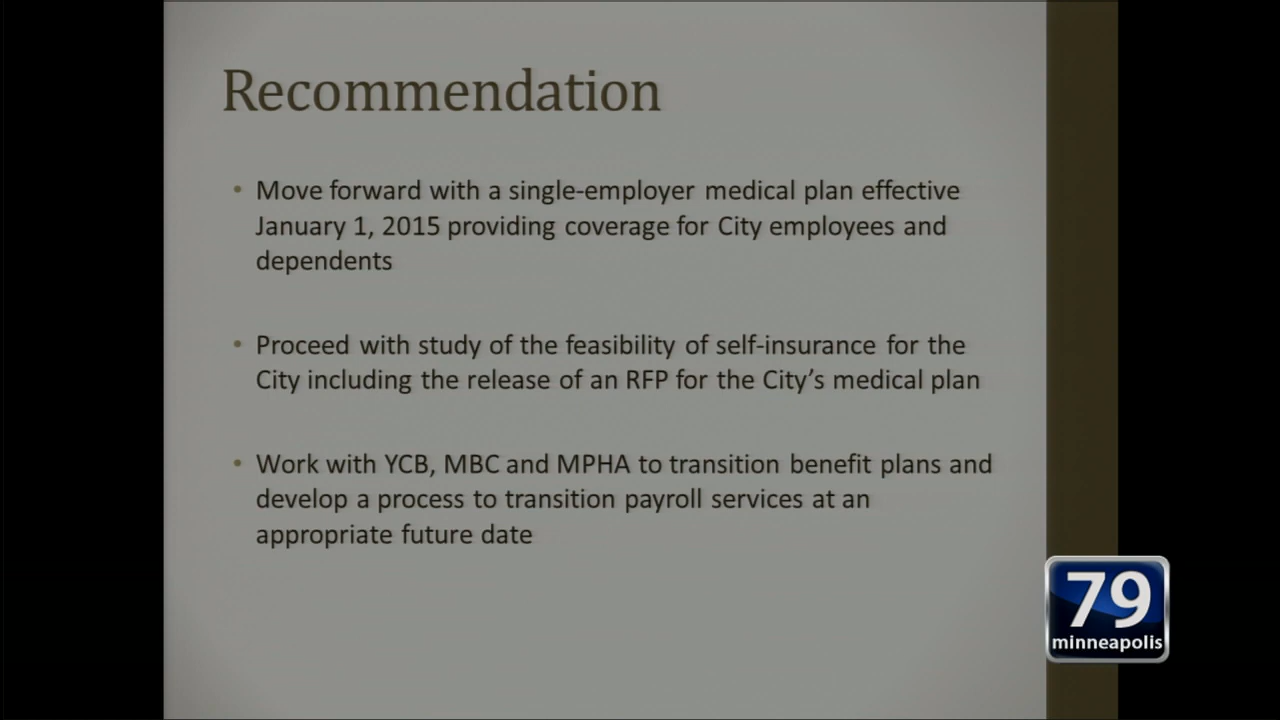 Recommendation
• Move forward with a single-employer medical plan effective
January 1, 2015 providing coverage for City employees and
dependents
• Proceed with study of the feasibility of self-insurance for the
City including the release of an RFP for the City's medical plan
• Work with YCB, MBC and MPHA to transition benefit plans and
develop a process to transition payroll services at an
appropriate future date
79
minneapolis